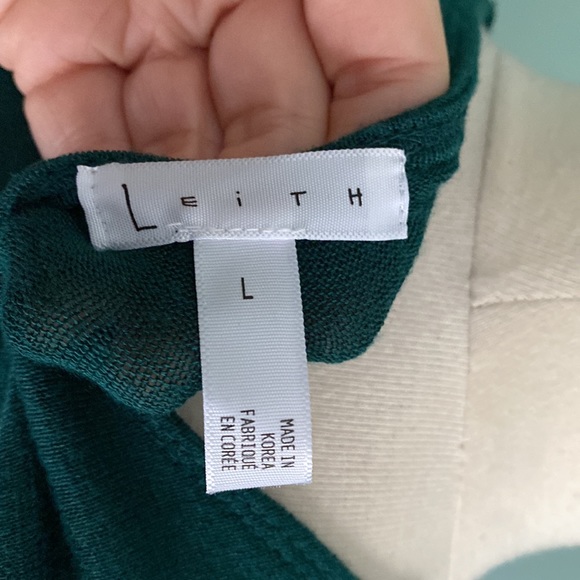 LEiTH
L
MADE IN
KOREA
FABRIQUÉ
EN CORÉE